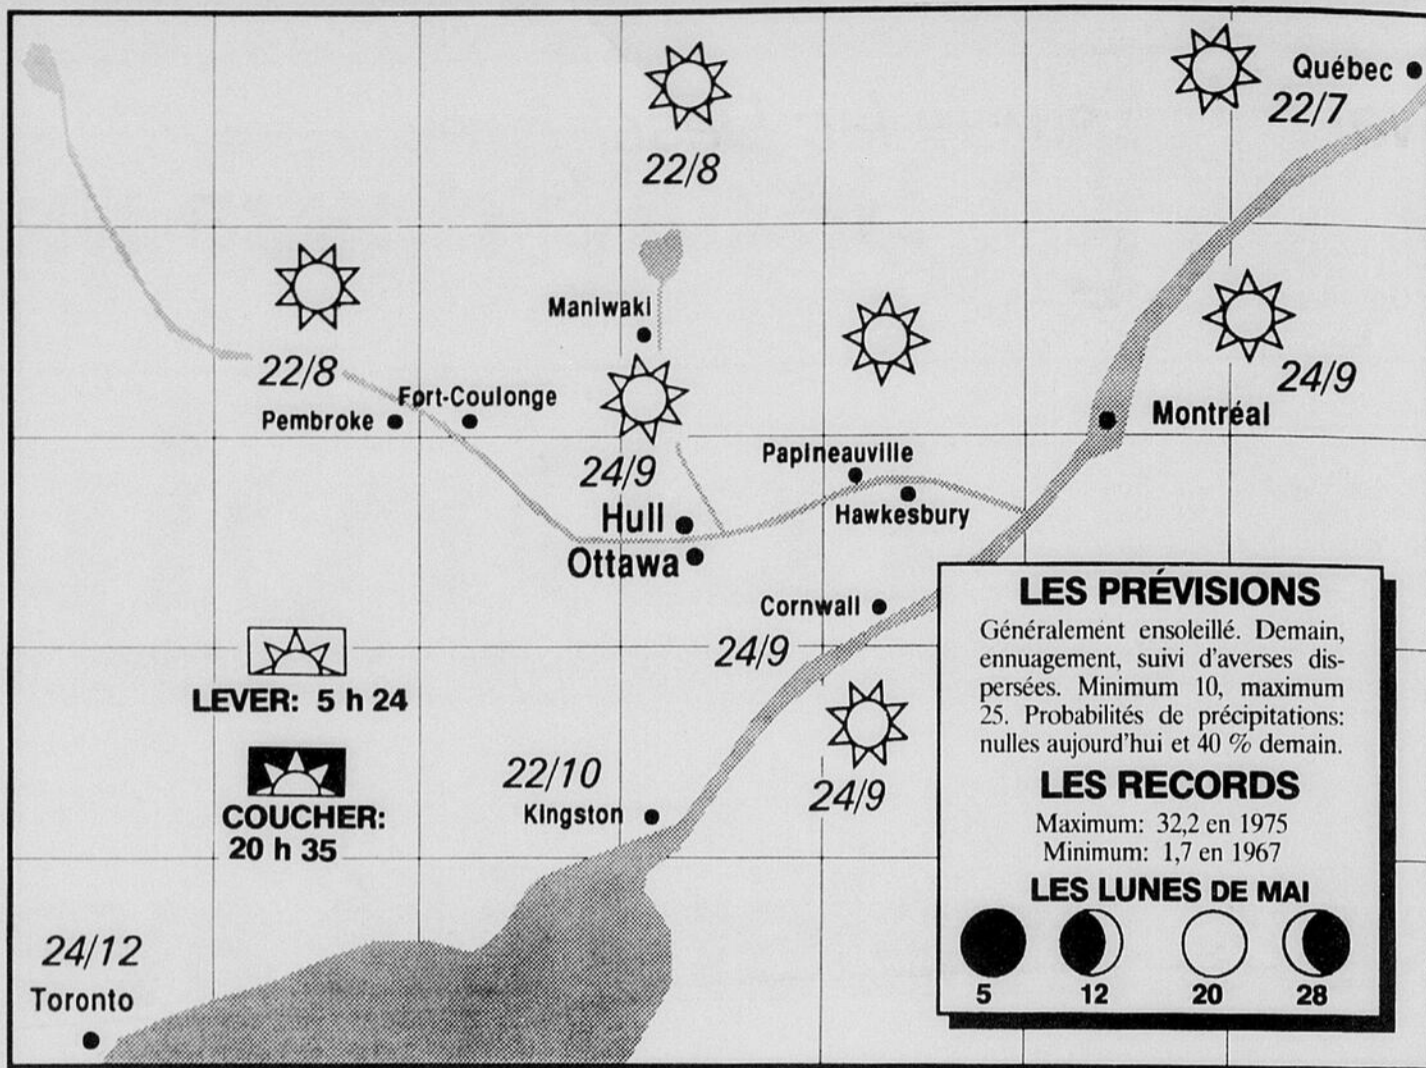 Québec
22/7
22/8
Maniwaki
22/8
24/9
Fort-Coulonge
Pembroke
Montréal
24/9
Papineauville
Hull
Hawkesbury
Ottawa
Cornwall
24/9
LEVER: 5 h 24
COUCHER:
20 h 35
22/10
Kingston
24/9
24/12
Toronto
LES PRÉVISIONS
Généralement ensoleillé. Demain,
ennuagement, suivi d'averses dis-
persées. Minimum 10, maximum
25. Probabilités de précipitations:
nulles aujourd'hui et 40 % demain.
LES RECORDS
Maximum: 32,2 en 1975
Minimum: 1,7 en 1967
LES LUNES DE MAI
5 12 20 28